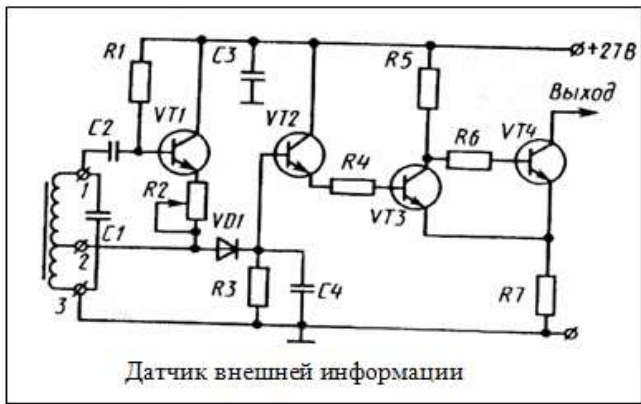 R1
C3
R5
+27В
C2
VT1
VT2
Выход
R4
R6
VT4
1
R2
C1
VD1
VT3
2
R3
C4
R7
3
Датчик внешней информации